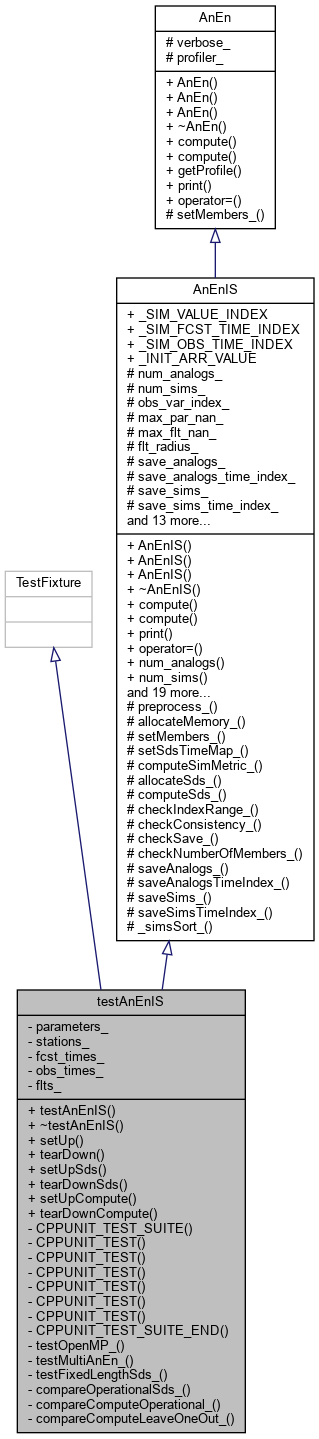 AnEn
# verbose_
# profiler_
+ AnEn()
+ AnEn()
+ AnEn()
+ ~AnEn()
+ compute()
+ compute()
+ getProfile()
+ print()
+ operator=()
# setMembers_()
AnEnIS
+ _SIM_VALUE_INDEX
+ _SIM_FCST_TIME_INDEX
+ _SIM_OBS_TIME_INDEX
+ _INIT_ARR_VALUE
# num_analogs_
# num_sims_
# obs_var_index_
# max_par_nan_
# max_flt_nan_
# flt_radius_
# save_analogs_
# save_analogs_time_index_
# save_sims_
# save_sims_time_index_
and 13 more...
+ AnEnIS()
+ AnEnIS()
+ AnEnIS()
+ ~AnEnIS()
+ compute()
+ compute()
+ print()
+ operator=()
+ num_analogs()
+ num_sims()
and 19 more...
# preprocess_()
# allocateMemory_()
# setMembers_()
# setSdsTimeMap_()
# computeSimMetric_()
# allocateSds_()
# computeSds_()
# checkIndexRange_()
# checkConsistency_()
# checkSave_()
# checkNumberOfMembers_()
# saveAnalogs_()
# saveAnalogsTimeIndex_()
# saveSims_()
# saveSimsTimeIndex_()
# _simsSort_()
TestFixture
testAnEnIS
- parameters_
- stations_
- fcst_times_
- obs_times_
- flts_
+ testAnEnIS()
+ ~testAnEnIS()
+ setUp()
+ tearDown()
+ setUpSds()
+ tearDownSds()
+ setUpCompute()
+ tearDownCompute()
- CPPUNIT_TEST_SUITE()
- CPPUNIT_TEST()
- CPPUNIT_TEST()
- CPPUNIT_TEST()
- CPPUNIT_TEST()
- CPPUNIT_TEST()
- CPPUNIT_TEST()
- CPPUNIT_TEST_SUITE_END()
- testOpenMP_()
- testMultiAnEn_()
- testFixedLengthSds_()
- compareOperationalSds_()
- compareComputeOperational_()
- compareComputeLeaveOneOut_()